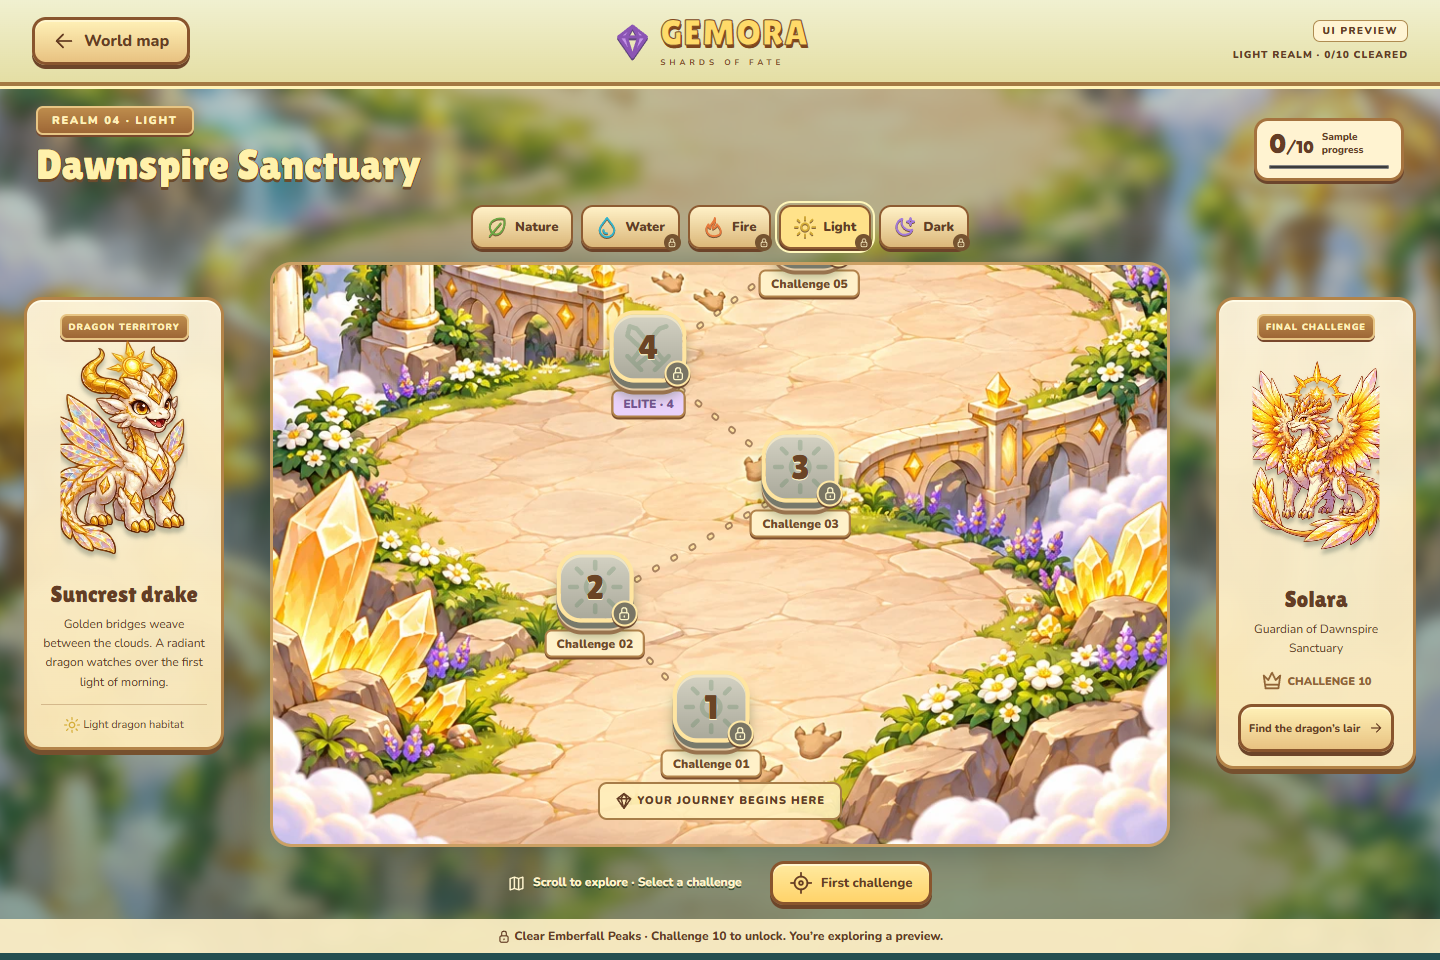 World map
GEMORA
SHARDS OF FATE
UI PREVIEW
LIGHT REALM · 0/10 CLEARED
REALM 04 · LIGHT
Dawnspire Sanctuary
0/10
Sample
progress
Nature
Water
Fire
Light
Dark
DRAGON TERRITORY
Suncrest drake
Golden bridges weave
between the clouds. A radiant
dragon watches over the first
light of morning.
Light dragon habitat
Challenge 05
4
ELITE · 4
3
Challenge 03
2
Challenge 02
1
Challenge 01
YOUR JOURNEY BEGINS HERE
FINAL CHALLENGE
Solara
Guardian of Dawnspire
Sanctuary
CHALLENGE 10
Find the dragon's lair
Scroll to explore · Select a challenge
First challenge
Clear Emberfall Peaks · Challenge 10 to unlock. You're exploring a preview.